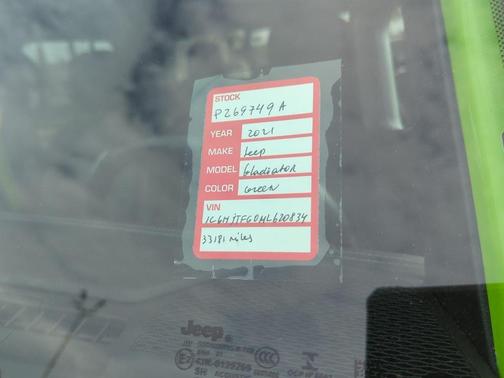 STOCK
P269749A
YEAR 2021
MAKE Jeep
MODEL Gladiator
COLOR Green
VIN
1C6HJTFG0ML620834
33181 miles
Jeep